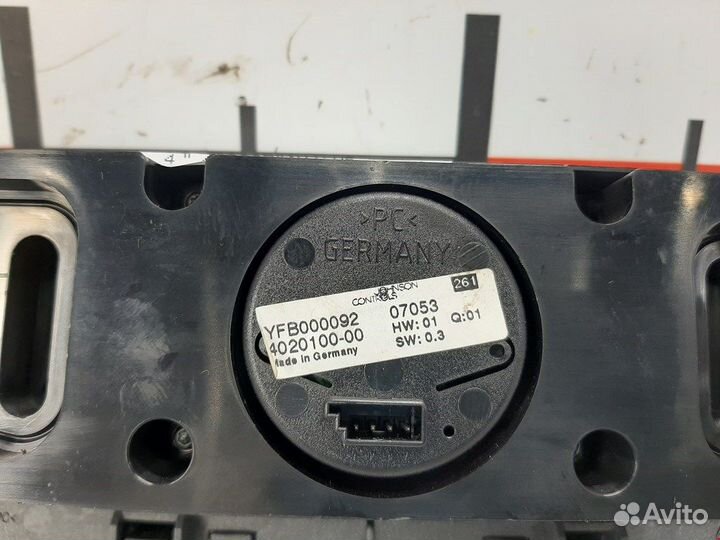 >PC<
GERMANY
JOHNSON
CONTROLS
261
YFB000092
07053
4020100-00
HW: 01 Q:01
Made in Germany
SW: 0.3
Avito